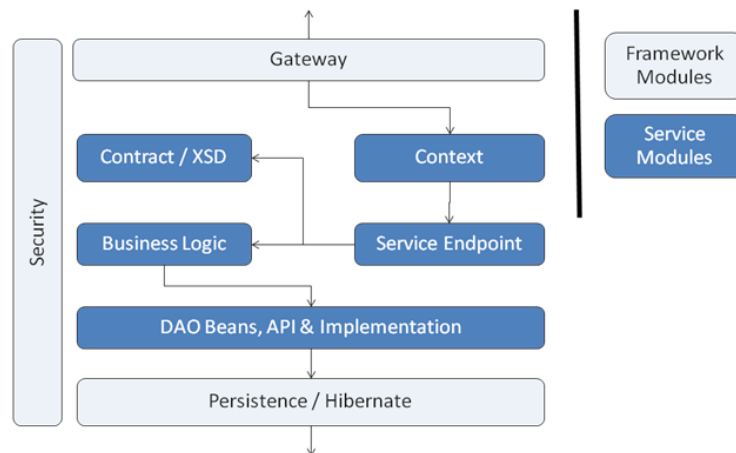 Gateway
Framework
Modules
Contract / XSD
Context
Service
Modules
Security
Business Logic
Service Endpoint
DAO Beans, API & Implementation
Persistence / Hibernate